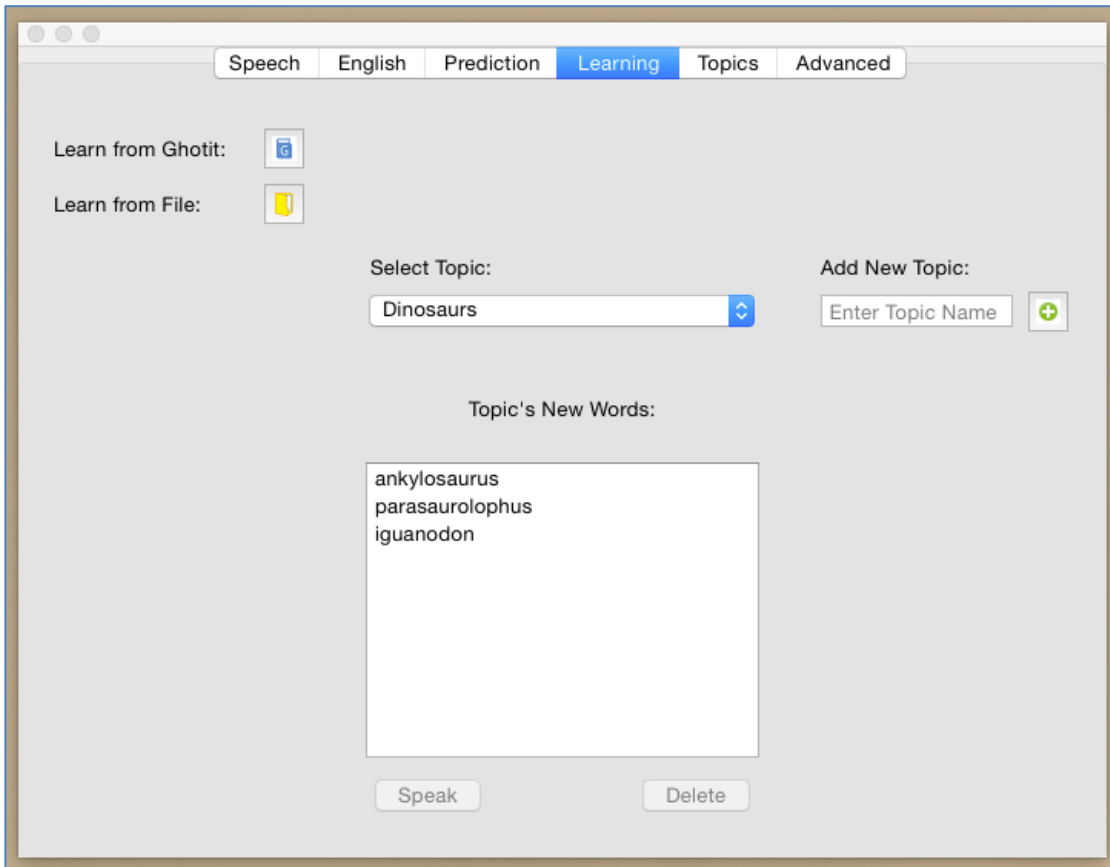 Speech English Prediction Learning Topics Advanced
Learn from Ghotit:
G
Learn from File:
Select Topic: Add New Topic:
Dinosaurs Enter Topic Name
Topic's New Words:
ankylosaurus
parasaurolophus
iguanodon
Speak Delete